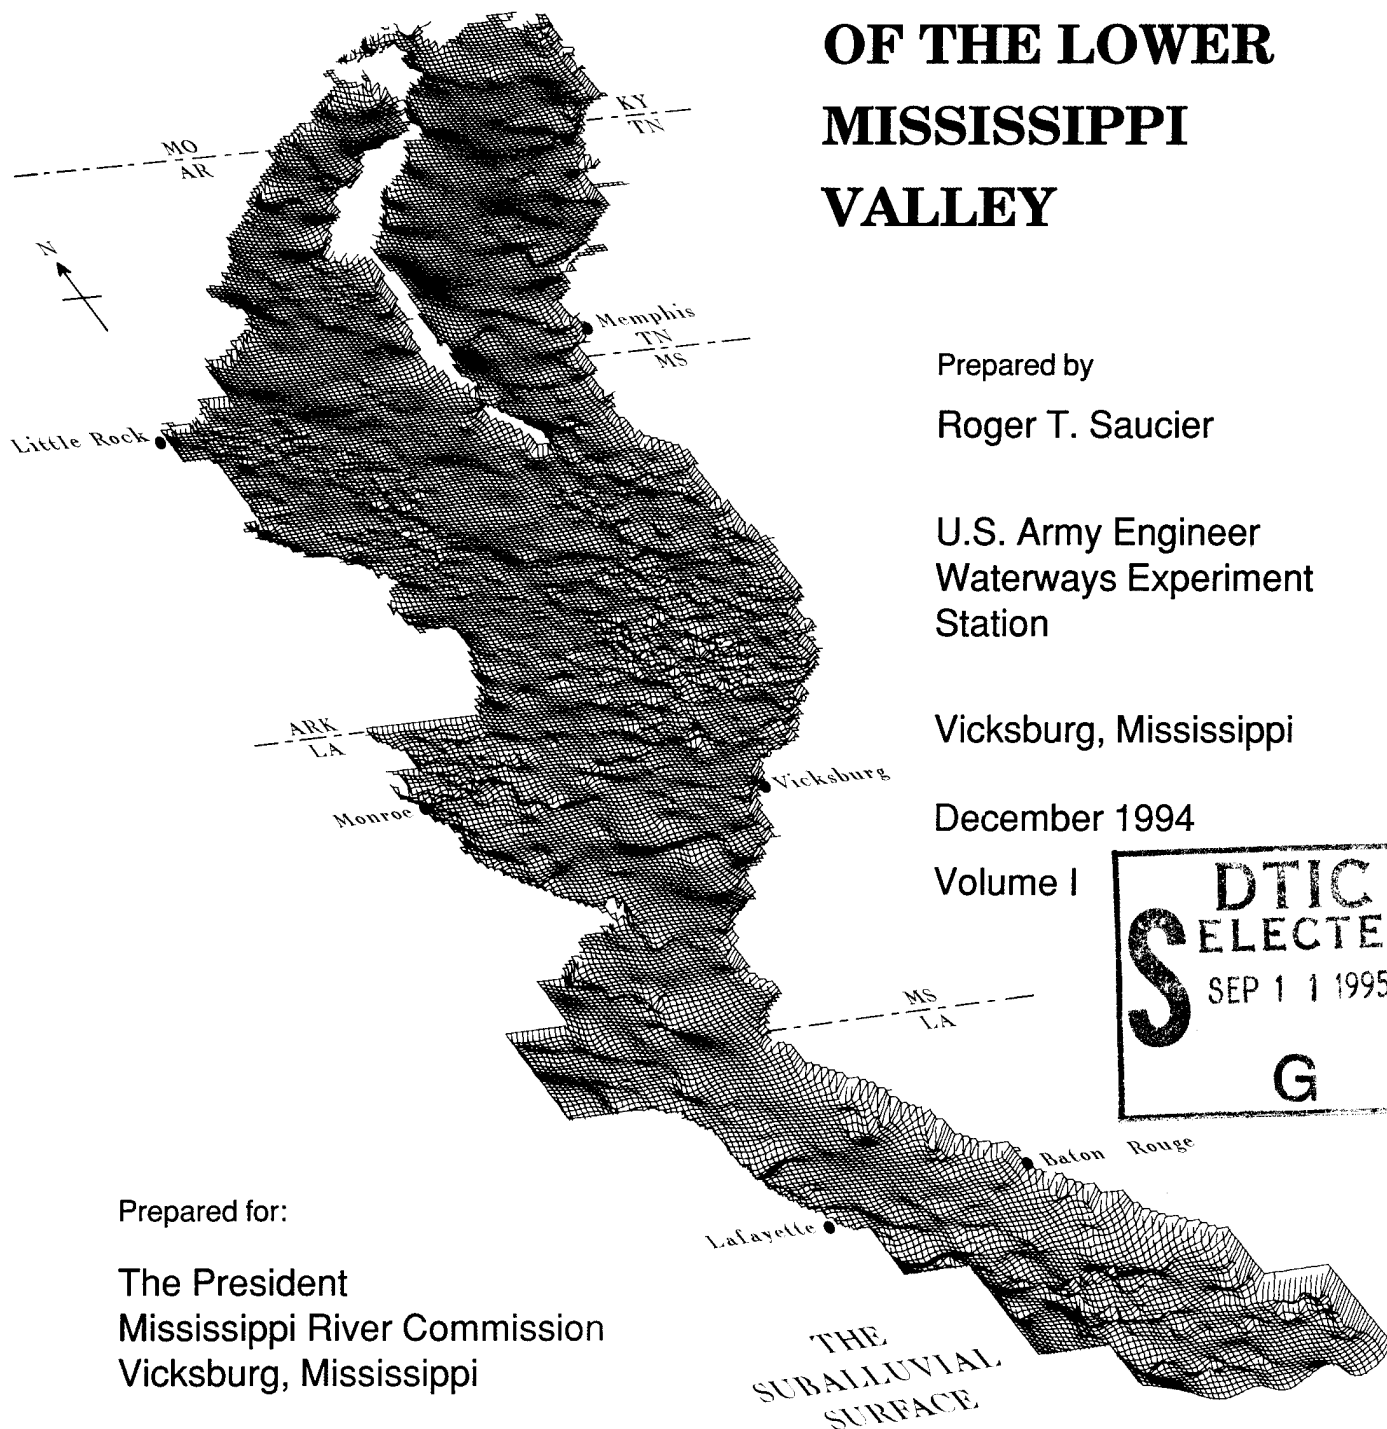 OF THE LOWER
MISSISSIPPI
VALLEY
KY
TN
MO
AR
N
Memphis
TN
MS
Little Rock
Prepared by
Roger T. Saucier
U.S. Army Engineer
Waterways Experiment
Station
Vicksburg, Mississippi
December 1994
Volume I
ARK
LA
Vicksburg
Monroe
DTIC
S ELECTE
SEP 1 1 1995
G
MS
LA
Baton Rouge
Lafayette
Prepared for:
The President
Mississippi River Commission
Vicksburg, Mississippi
THE
SUBALLUVIAL
SURFACE